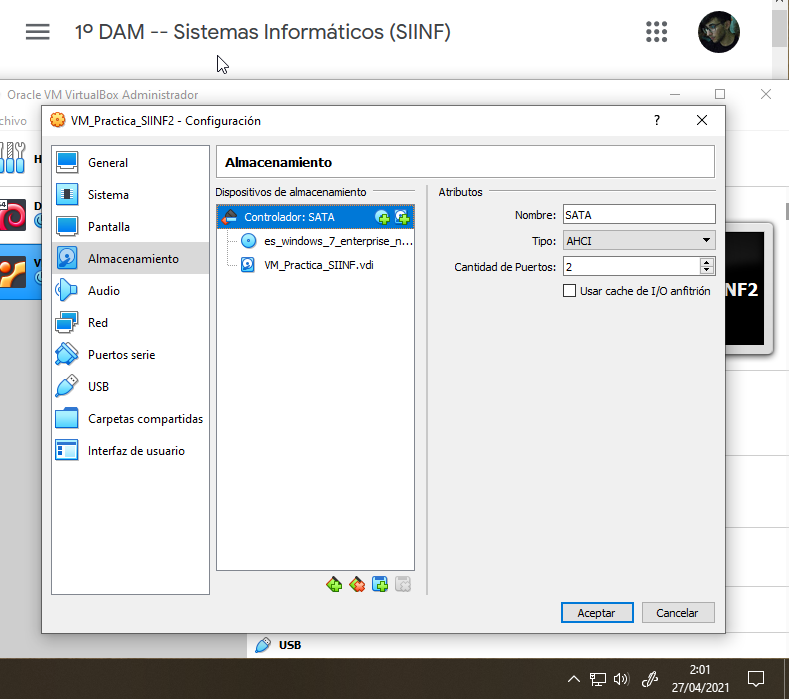 1º DAM -- Sistemas Informáticos (SIINF)
Oracle VM VirtualBox Administrador
chivo
VM_Practica_SIINF2 - Configuración
?
H
64
D
V
General
Sistema
Pantalla
Almacenamiento
Audio
Red
Puertos serie
USB
Carpetas compartidas
Interfaz de usuario
Almacenamiento
Dispositivos de almacenamiento
Controlador: SATA
es_windows_7_enterprise_n...
VM_Practica_SIINF.vdi
Atributos
Nombre: SATA
Tipo: AHCI
Cantidad de Puertos: 2
Usar cache de I/O anfitrión
NF2
Aceptar
Cancelar
USB
2:01
27/04/2021